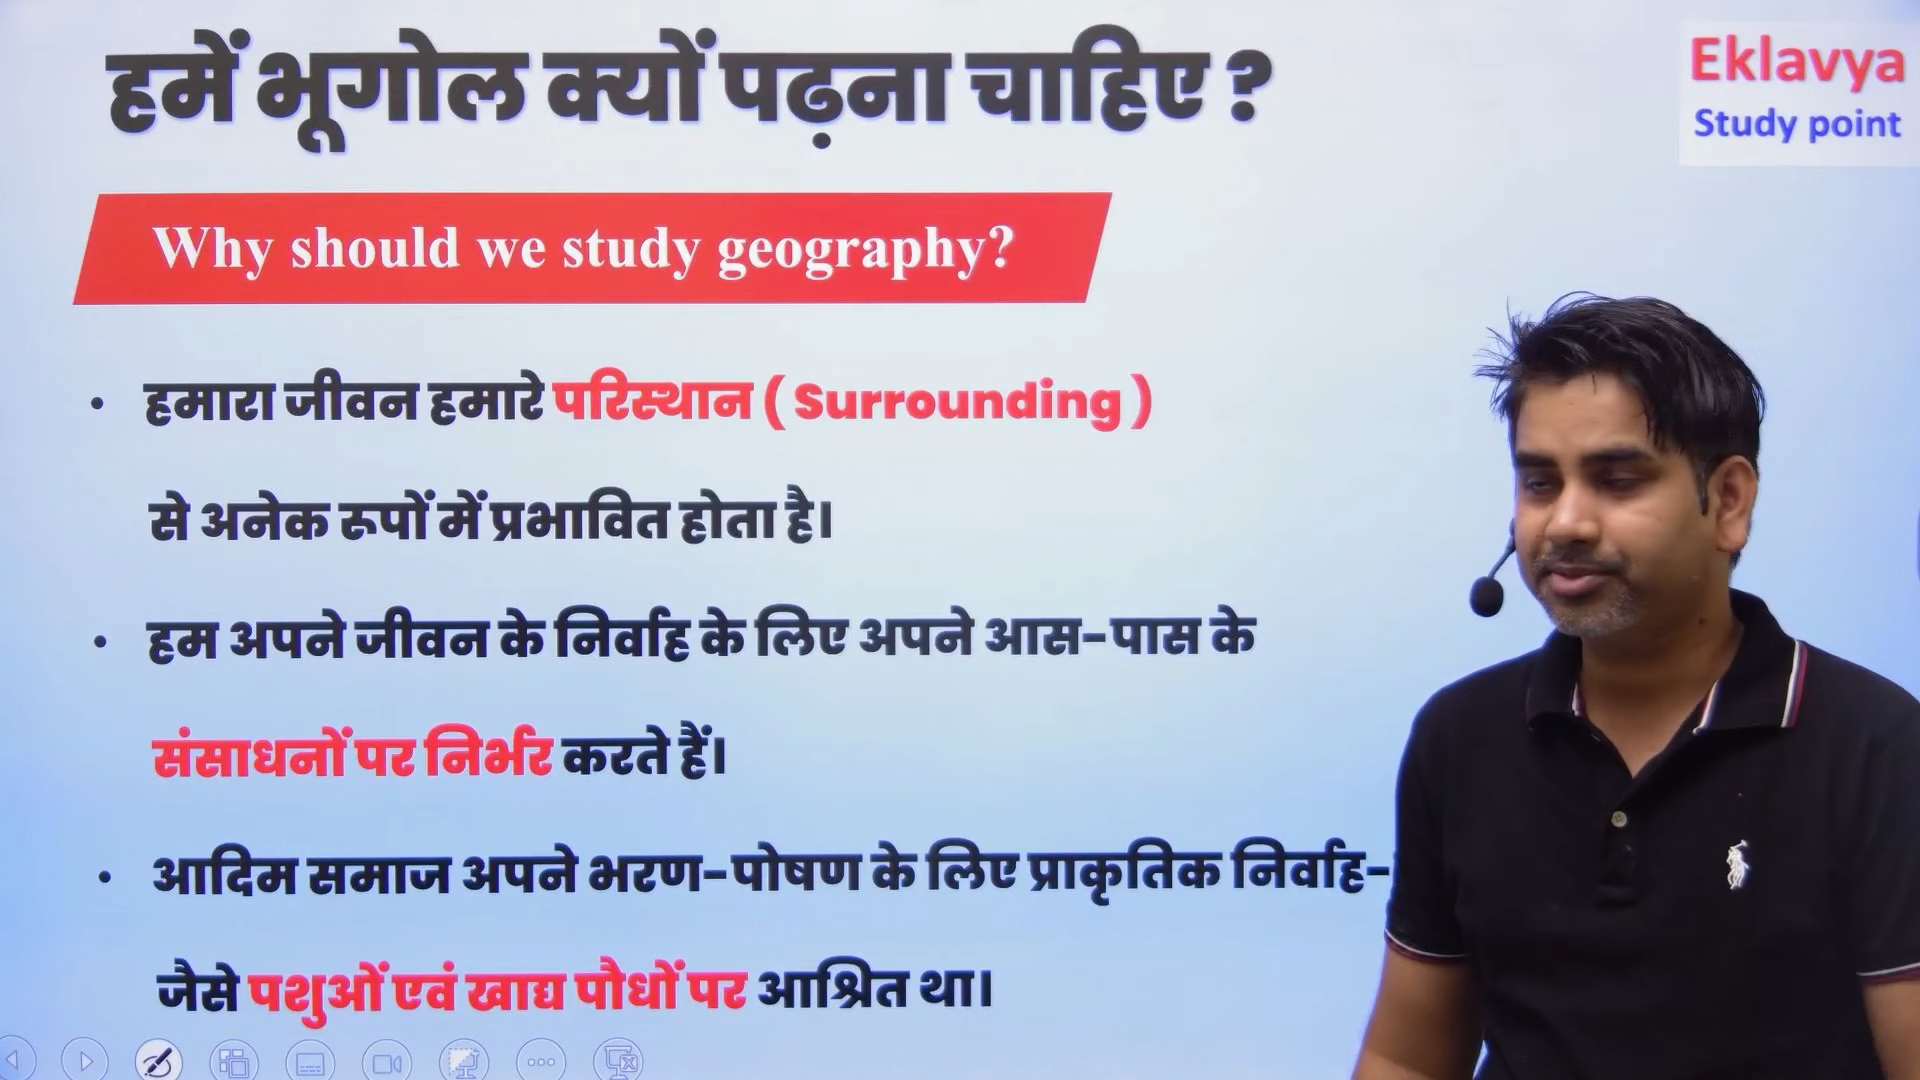 हमें भूगोल क्यों पढ़ना चाहिए ?
Eklavya
Study point
Why should we study geography?
• हमारा जीवन हमारे परिस्थान ( Surrounding )
से अनेक रूपों में प्रभावित होता है।
• हम अपने जीवन के निर्वाह के लिए अपने आस-पास के
संसाधनों पर निर्भर करते हैं।
• आदिम समाज अपने भरण-पोषण के लिए प्राकृतिक निर्वाह-
जैसे पशुओं एवं खाद्य पौधों पर आश्रित था।